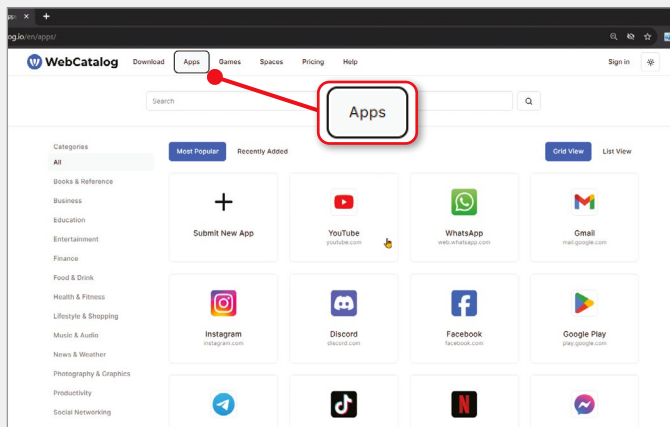 og.io/en/apps/
WebCatalog Download Apps Games Spaces Pricing Help Sign in
Search
Apps
Categories
All
Books & Reference
Business
Education
Entertainment
Finance
Food & Drink
Health & Fitness
Lifestyle & Shopping
Music & Audio
News & Weather
Photography & Graphics
Productivity
Social Networking
Most Popular Recently Added Grid View List View
Submit New App
YouTube
youtube.com
WhatsApp
web.whatsapp.com
Gmail
mail.google.com
Instagram
instagram.com
Discord
discord.com
Facebook
facebook.com
Google Play
play.google.com